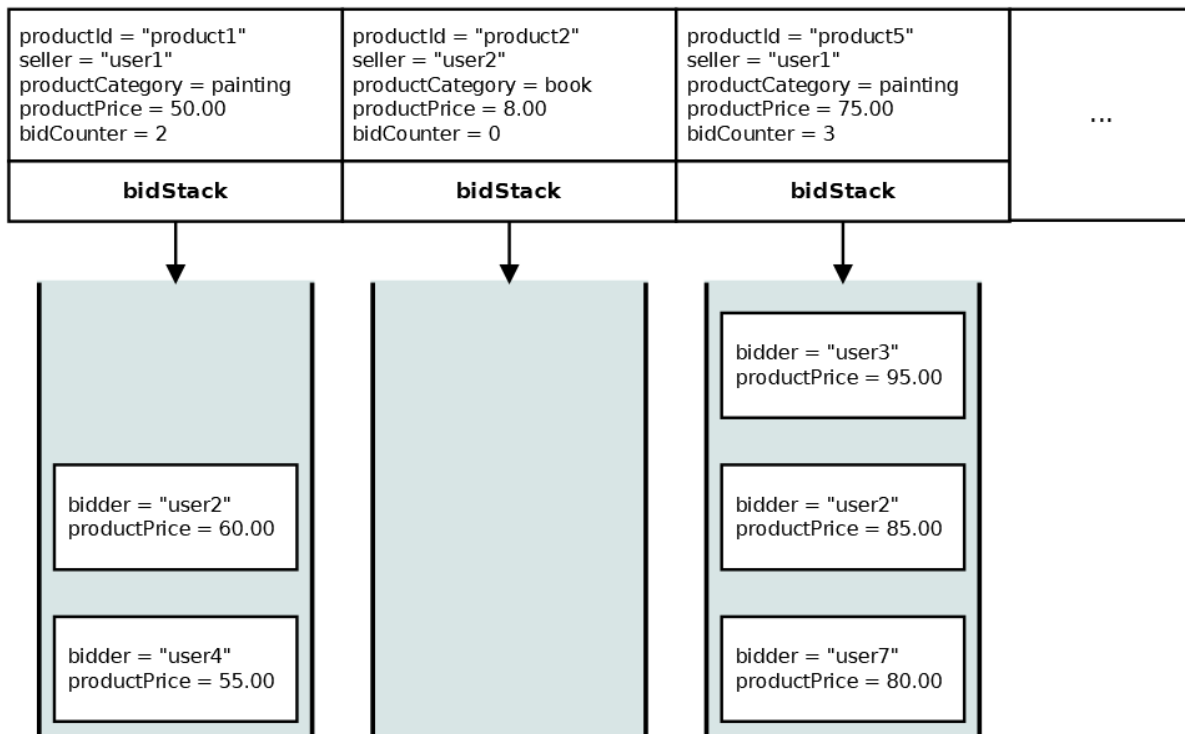 productId = "product1"
seller = "user1"
productCategory = painting
productPrice = 50.00
bidCounter = 2
bidStack
productId = "product2"
seller = "user2"
productCategory = book
productPrice = 8.00
bidCounter = 0
bidStack
productId = "product5"
seller = "user1"
productCategory = painting
productPrice = 75.00
bidCounter = 3
bidStack
...
bidder = "user2"
productPrice = 60.00
bidder = "user4"
productPrice = 55.00
bidder = "user3"
productPrice = 95.00
bidder = "user2"
productPrice = 85.00
bidder = "user7"
productPrice = 80.00